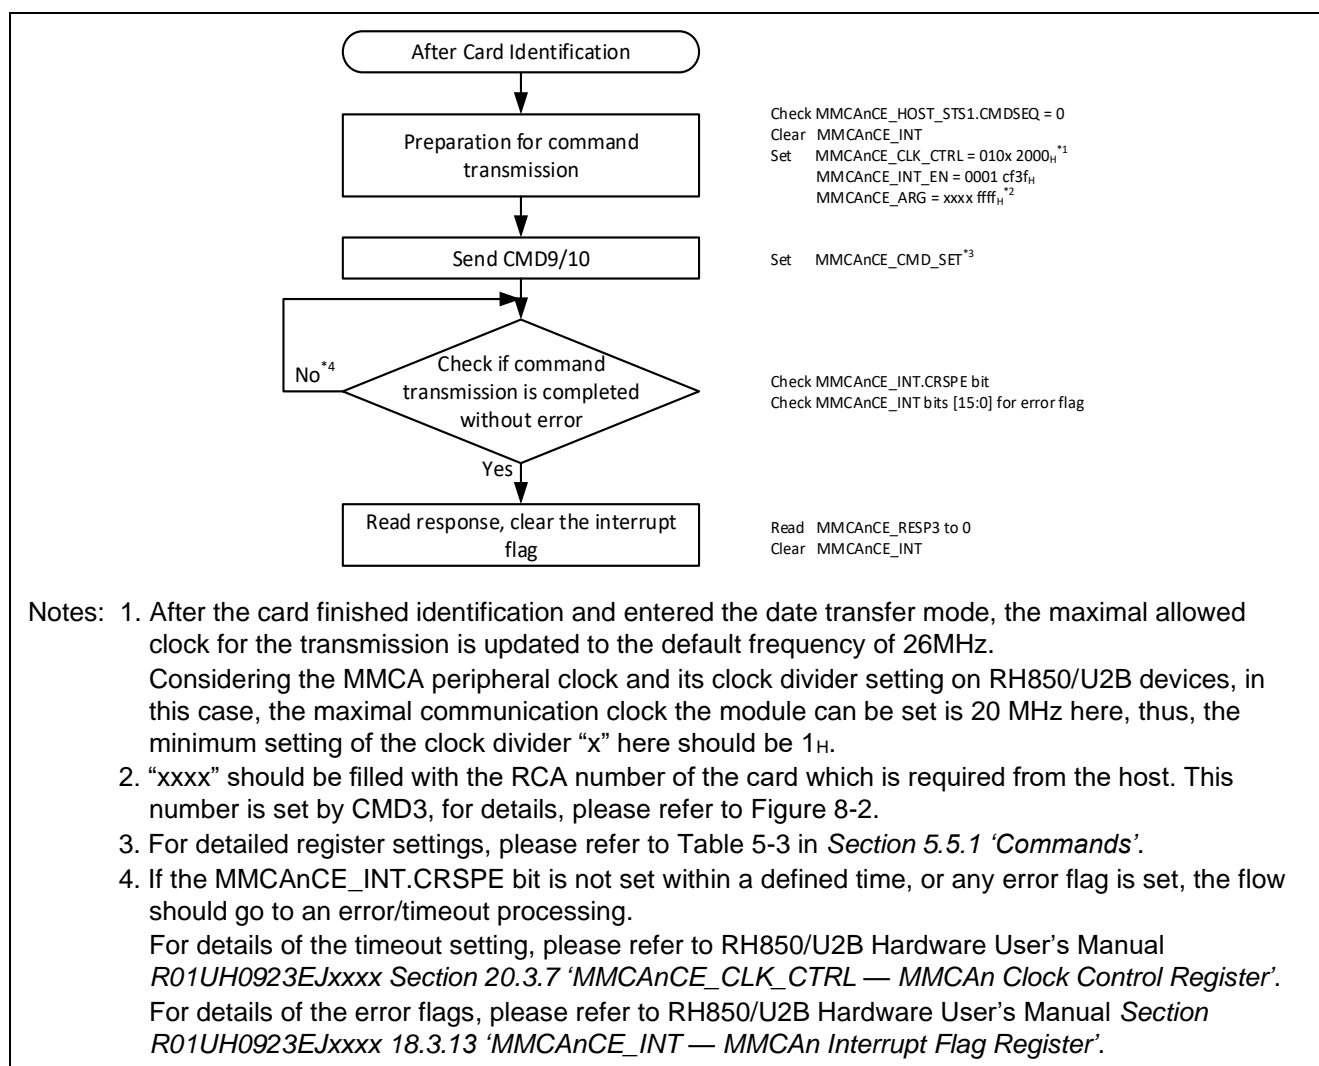 After Card Identification
Preparation for command
transmission
Check MMCAnCE_HOST_STS1.CMDSEQ = 0
Clear MMCAnCE_INT
Set MMCAnCE_CLK_CTRL = 010x 2000H*1
MMCAnCE_INT_EN = 0001 cf3fH
MMCAnCE_ARG = xxxx ffffH*2
Send CMD9/10
Set MMCAnCE_CMD_SET*3
No*4
Check if command
transmission is completed
without error
Check MMCAnCE_INT.CRSPE bit
Check MMCAnCE_INT bits [15:0] for error flag
Yes
Read response, clear the interrupt
flag
Read MMCAnCE_RESP3 to 0
Clear MMCAnCE_INT
Notes: 1. After the card finished identification and entered the date transfer mode, the maximal allowed
clock for the transmission is updated to the default frequency of 26MHz.
Considering the MMCA peripheral clock and its clock divider setting on RH850/U2B devices, in
this case, the maximal communication clock the module can be set is 20 MHz here, thus, the
minimum setting of the clock divider “x” here should be 1H.
2. “xxxx” should be filled with the RCA number of the card which is required from the host. This
number is set by CMD3, for details, please refer to Figure 8-2.
3. For detailed register settings, please refer to Table 5-3 in Section 5.5.1 ‘Commands’.
4. If the MMCAnCE_INT.CRSPE bit is not set within a defined time, or any error flag is set, the flow
should go to an error/timeout processing.
For details of the timeout setting, please refer to RH850/U2B Hardware User’s Manual
R01UH0923EJxxxx Section 20.3.7 ‘MMCAnCE_CLK_CTRL — MMCAn Clock Control Register’.
For details of the error flags, please refer to RH850/U2B Hardware User’s Manual Section
R01UH0923EJxxxx 18.3.13 ‘MMCAnCE_INT — MMCAn Interrupt Flag Register’.